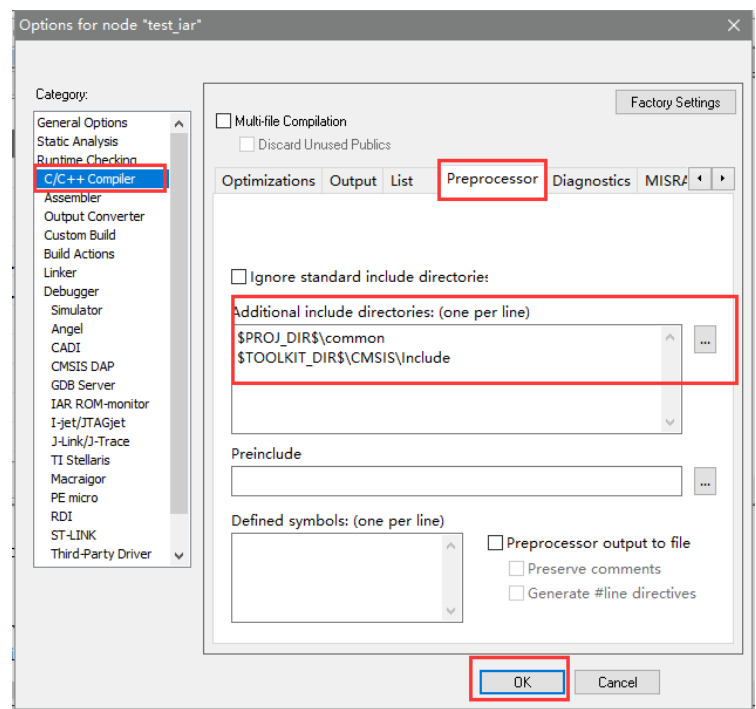 Options for node "test_iar"
Category:
General Options
Static Analysis
Runtime Checking
C/C++ Compiler
Assembler
Output Converter
Custom Build
Build Actions
Linker
Debugger
Simulator
Angel
CADI
CMSIS DAP
GDB Server
IAR ROM-monitor
I-jet/JTAGjet
J-Link/J-Trace
TI Stellaris
Macraigor
PE micro
RDI
ST-LINK
Third-Party Driver
Factory Settings
Multi-file Compilation
Discard Unused Publics
Optimizations Output List Preprocessor Diagnostics MISRA
Ignore standard include directories
Additional include directories: (one per line)
$PROJ_DIR$\common
$TOOLKIT_DIR$\CMSIS\Include
...
Preinclude
...
Defined symbols: (one per line)
Preprocessor output to file
Preserve comments
Generate #line directives
OK Cancel